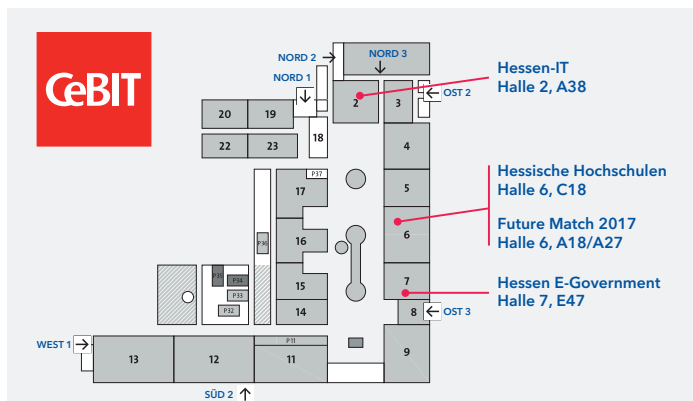 CeBIT
NORD 2
NORD 3
NORD 1
OST 2
Hessen-IT
Halle 2, A38
2
3
20
19
18
4
22
23
P37
17
5
Hessische Hochschulen
Halle 6, C18
Future Match 2017
Halle 6, A18/A27
6
P36
16
P35
P34
P33
P32
15
7
Hessen E-Government
Halle 7, E47
14
8
OST 3
WEST 1
13
12
P11
11
9
SÜD 2